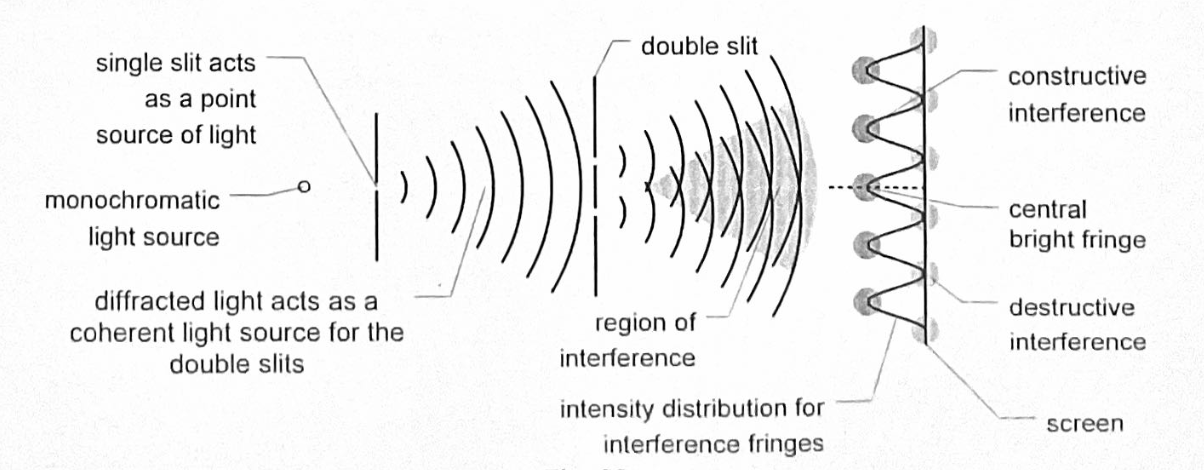 single slit acts
as a point
source of light
monochromatic
light source
diffracted light acts as a
coherent light source for the
double slits
double slit
region of
interference
intensity distribution for
interference fringes
constructive
interference
central
bright fringe
destructive
interference
screen